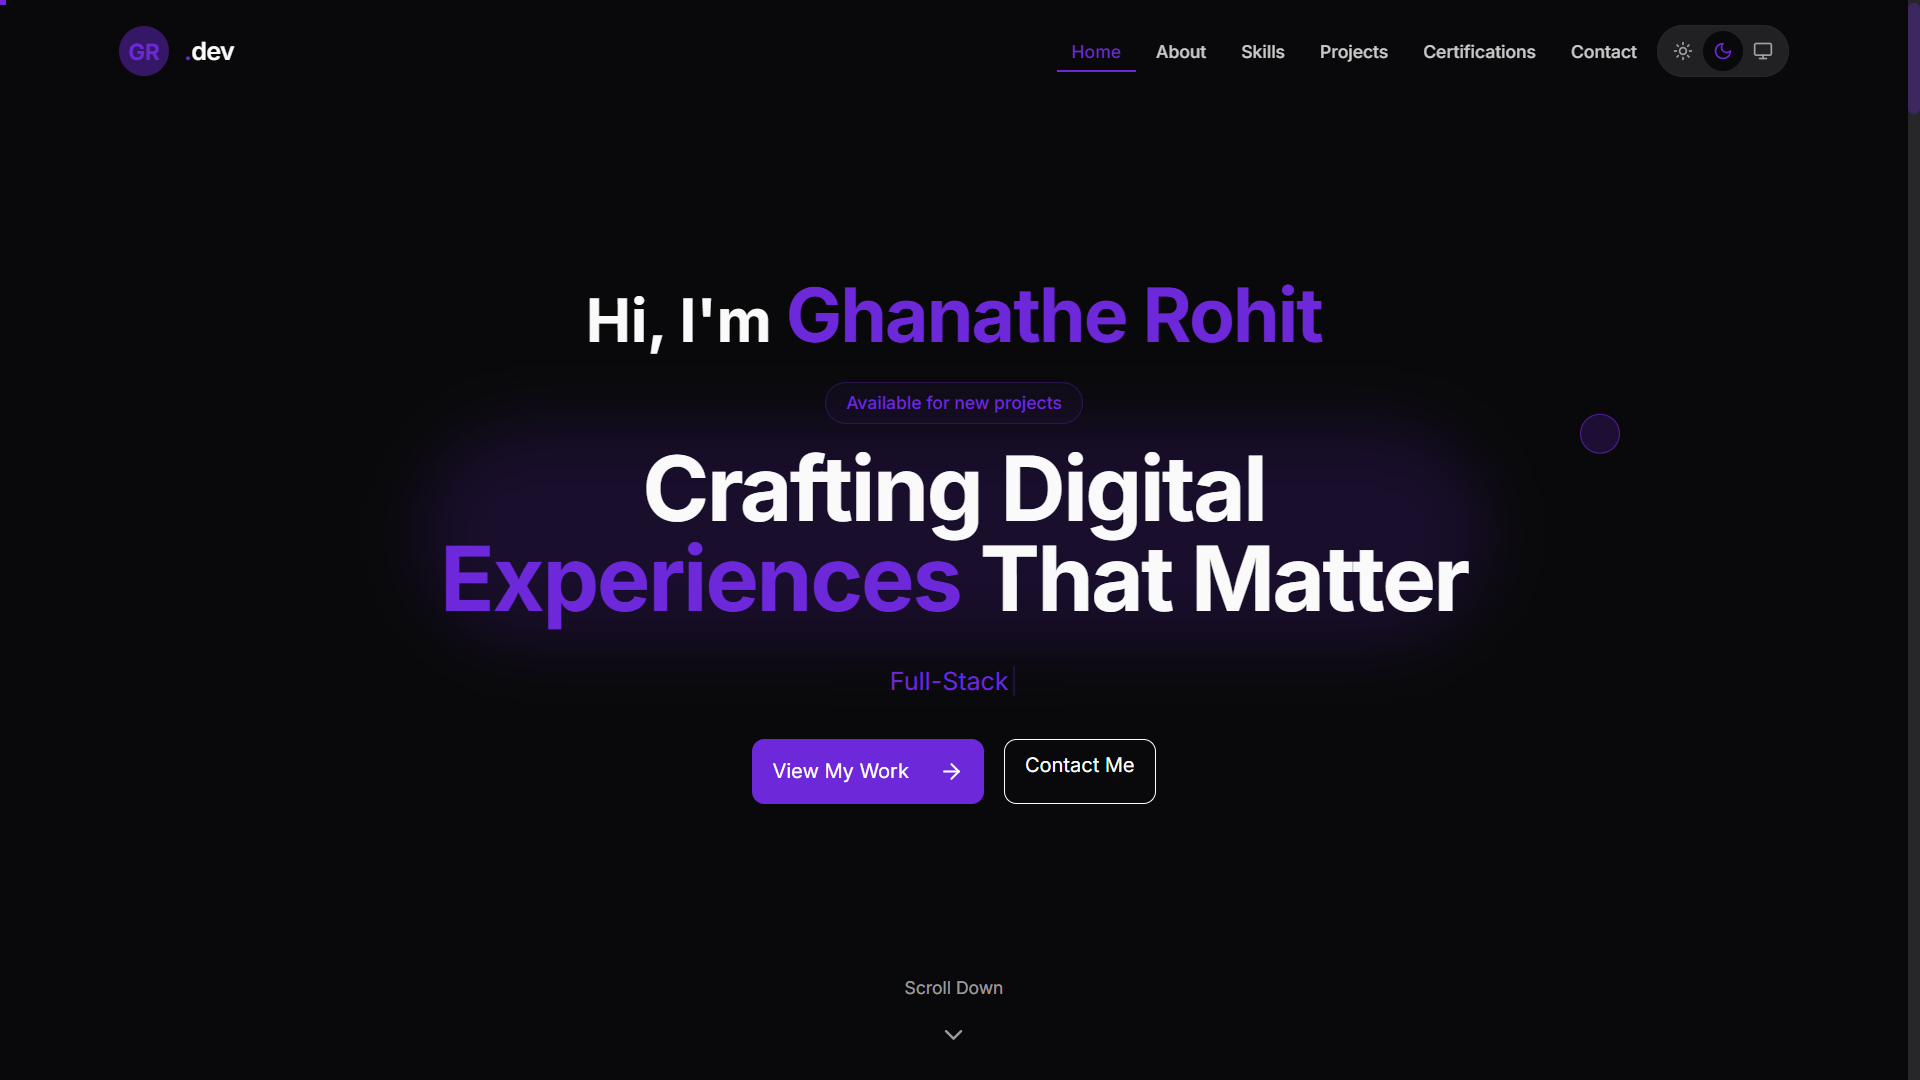 GR .dev
Home About Skills Projects Certifications Contact
Hi, I'm Ghanathe Rohit
Available for new projects
Crafting Digital
Experiences That Matter
Full-Stack
View My Work
Contact Me
Scroll Down